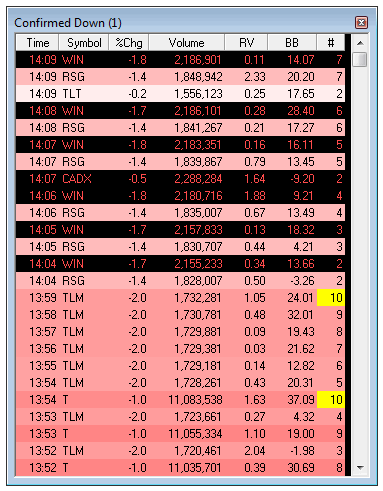 Confirmed Down (1)
Time Symbol %Chg Volume RV BB #
14:09 WIN -1.8 2,186,901 0.11 14.07 7
14:09 RSG -1.4 1,848,942 2.33 20.20 7
14:09 TLT -0.2 1,556,123 0.25 17.65 2
14:08 WIN -1.7 2,186,101 0.28 28.40 6
14:08 RSG -1.4 1,841,267 0.21 17.27 6
14:07 WIN -1.7 2,183,351 0.16 16.11 5
14:07 RSG -1.4 1,839,867 0.79 13.45 5
14:07 CADX -0.5 2,288,284 1.64 -9.20 2
14:06 WIN -1.8 2,180,716 1.88 9.21 4
14:06 RSG -1.4 1,835,007 0.67 13.49 4
14:05 WIN -1.7 2,157,833 0.13 18.32 3
14:05 RSG -1.4 1,830,707 0.44 4.21 3
14:04 WIN -1.7 2,155,233 0.34 13.66 2
14:04 RSG -1.4 1,828,007 0.50 -3.26 2
13:59 TLM -2.0 1,732,281 1.05 24.01 10
13:58 TLM -2.0 1,730,781 0.48 32.01 9
13:57 TLM -2.0 1,729,881 0.09 19.43 8
13:56 TLM -2.0 1,729,381 0.03 21.62 7
13:55 TLM -2.0 1,729,181 0.14 12.82 6
13:54 TLM -2.0 1,728,261 0.43 20.31 5
13:54 T -1.0 11,083,538 1.63 37.09 10
13:53 TLM -2.0 1,723,661 0.27 4.32 4
13:53 T -1.0 11,055,334 1.10 19.00 9
13:52 TLM -2.0 1,720,461 2.04 -1.98 3
13:52 T -1.0 11,035,701 0.39 30.69 8